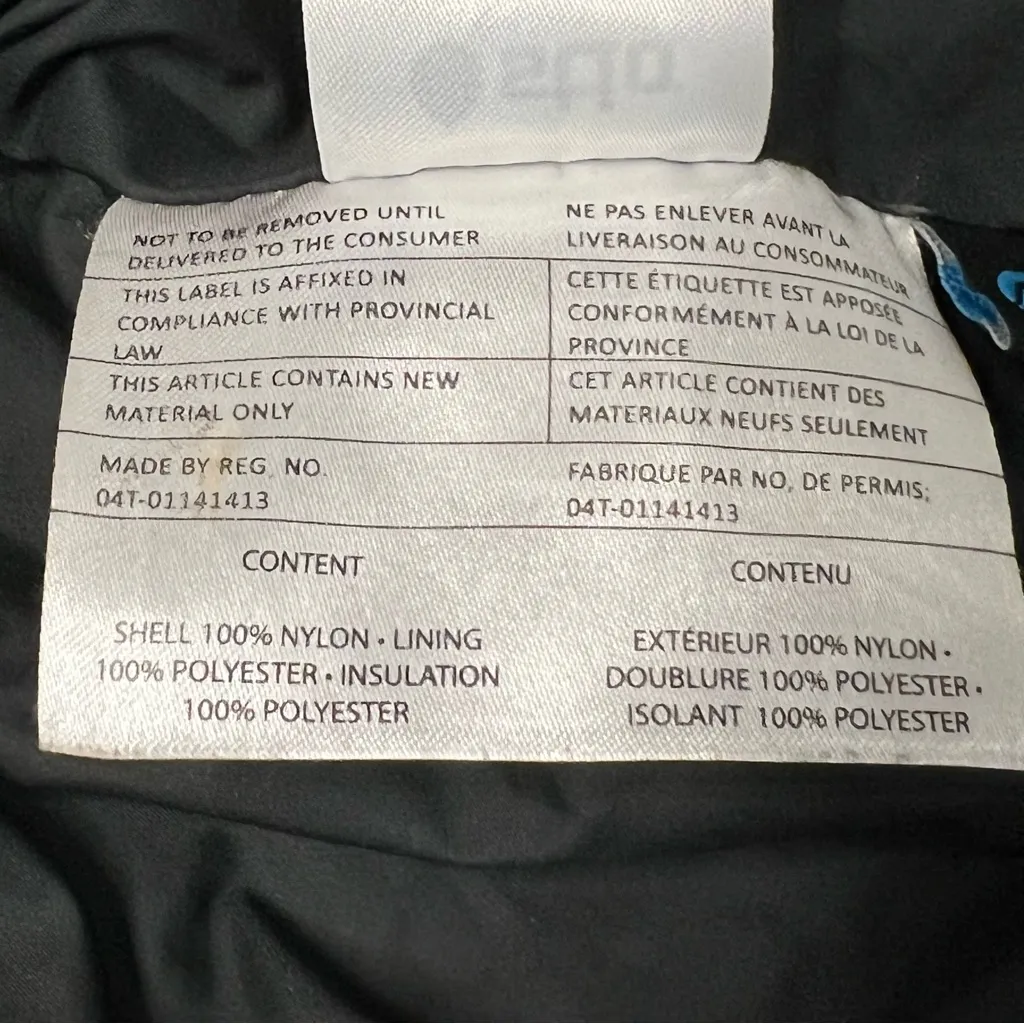 NOT TO BE REMOVED UNTIL
DELIVERED TO THE CONSUMER
NE PAS ENLEVER AVANT LA
LIVERAISON AU CONSOMMATEUR
THIS LABEL IS AFFIXED IN
COMPLIANCE WITH PROVINCIAL
LAW
CETTE ÉTIQUETTE EST APPOSÉE
CONFORMÉMENT À LA LOI DE LA
PROVINCE
THIS ARTICLE CONTAINS NEW
MATERIAL ONLY
CET ARTICLE CONTIENT DES
MATERIAUX NEUFS SEULEMENT
MADE BY REG. NO.
04T-01141413
FABRIQUE PAR NO, DE PERMIS;
04T-01141413
CONTENT
SHELL 100% NYLON • LINING
100% POLYESTER • INSULATION
100% POLYESTER
CONTENU
EXTÉRIEUR 100% NYLON •
DOUBLURE 100% POLYESTER •
ISOLANT 100% POLYESTER